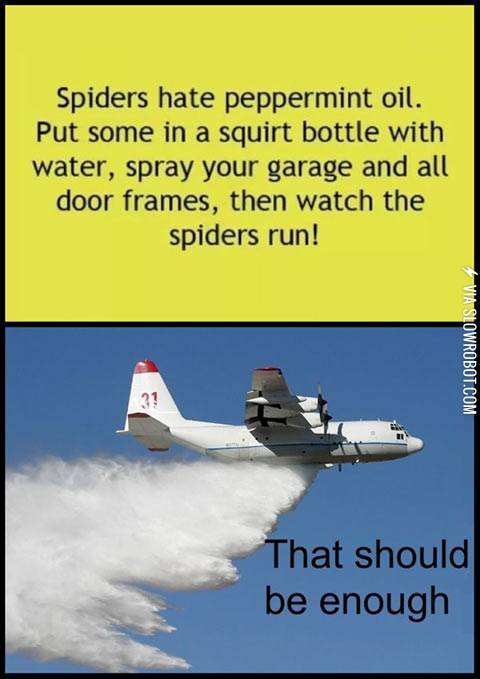 Spiders hate peppermint oil.
Put some in a squirt bottle with
water, spray your garage and all
door frames, then watch the
spiders run!
VIA SLOWROBOT.COM
31
That should
be enough